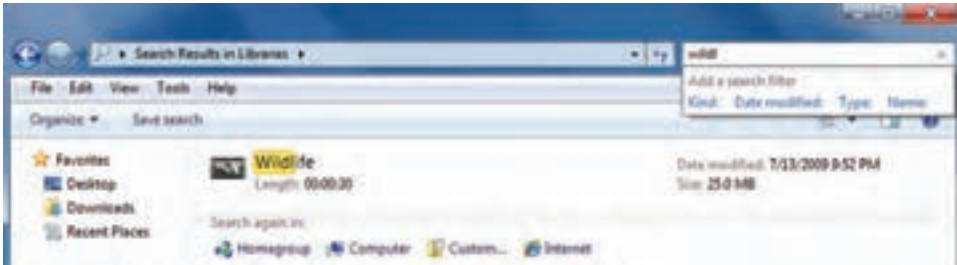 Search Results in Libraries
wildl
Add a search filter
Kind: Date modified: Type: Name:
File Edit View Tools Help
Organize Save search
Favorites
Desktop
Downloads
Recent Places
Wildlife
Length: 00:00:30
Date modified: 7/13/2009 9:52 PM
Size: 25.0 MB
Search again in:
Homegroup Computer Custom... Internet